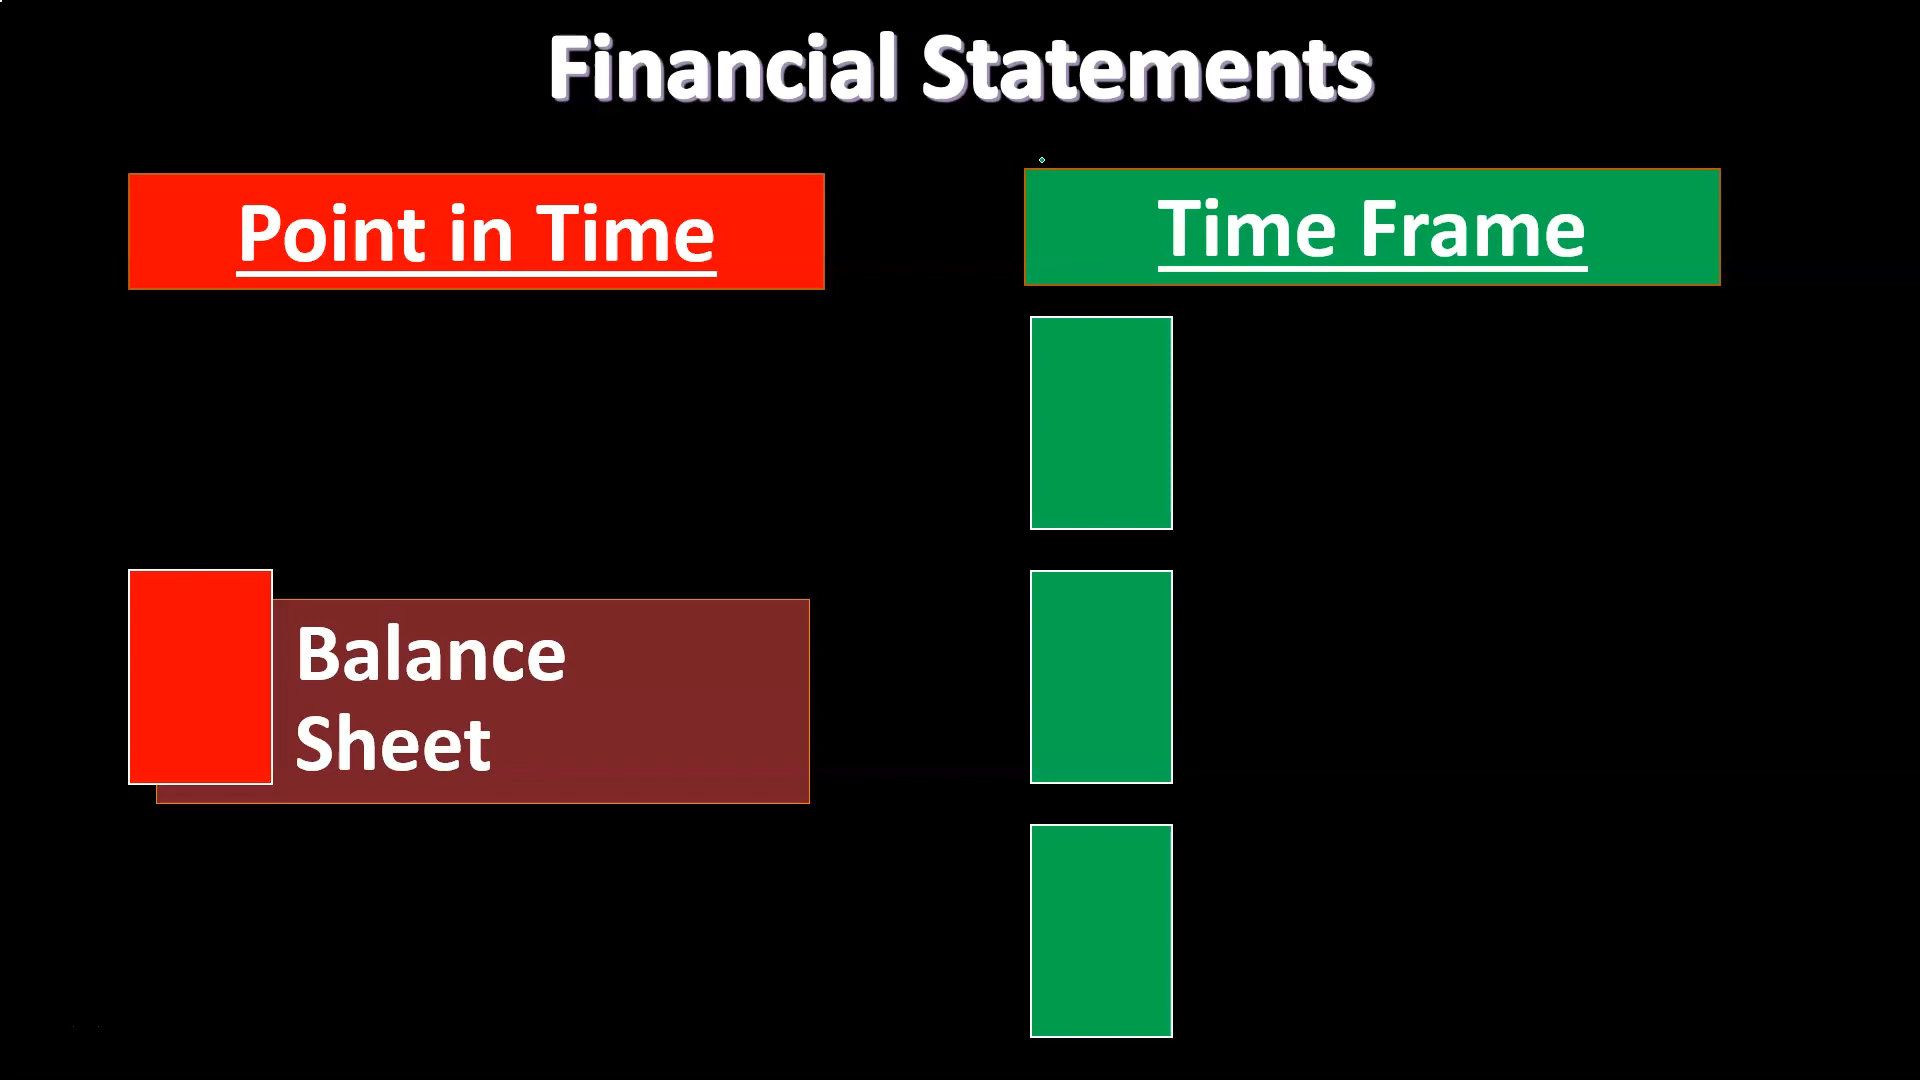 Financial Statements
Point in Time
Time Frame
Balance
Sheet